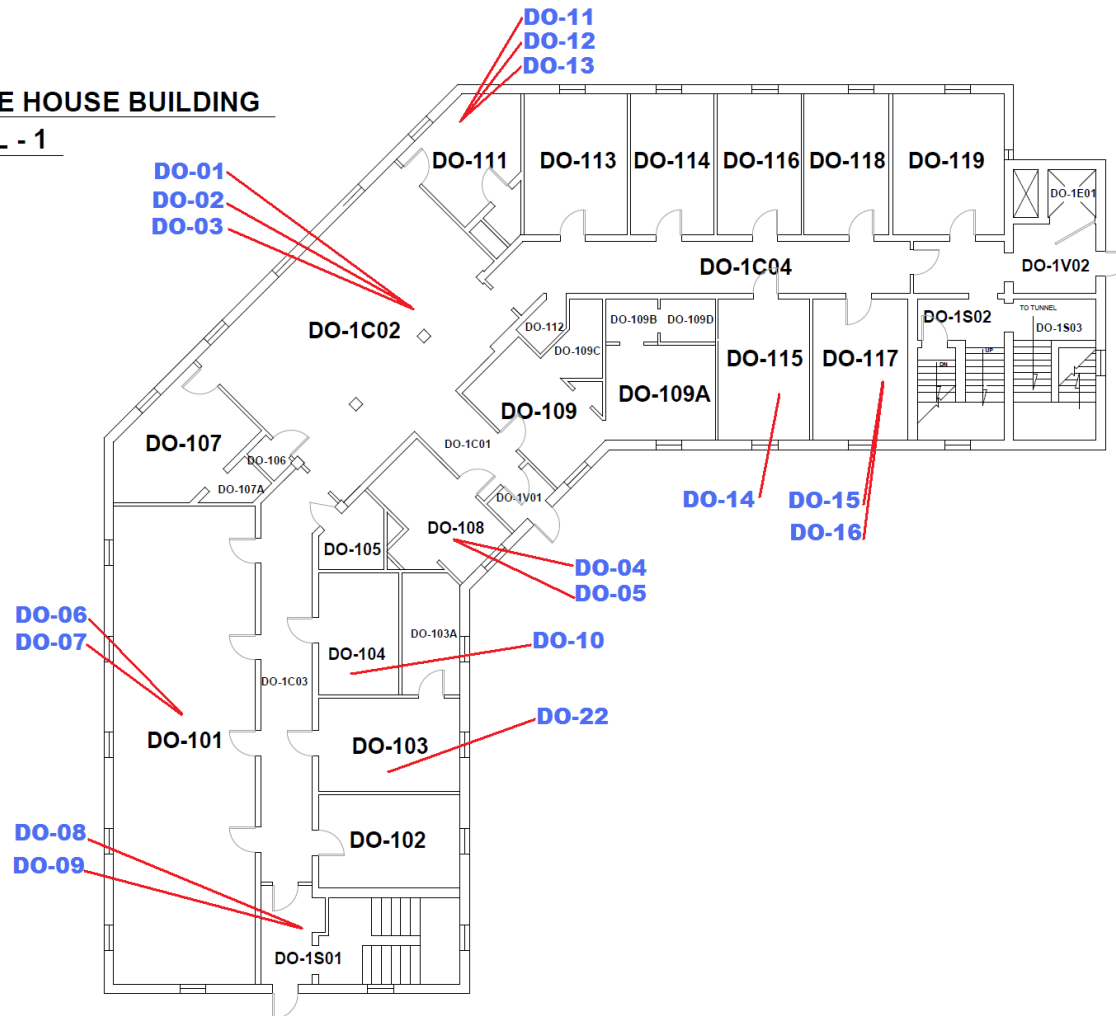 DO-11
DO-12
DO-13
E HOUSE BUILDING
L - 1
DO-01
DO-02
DO-03
DO-111
DO-113
DO-114
DO-116
DO-118
DO-119
DO-1E01
DO-1C04
DO-1V02
DO-1C02
DO-112
DO-109B
DO-109D
DO-1S02
TO TUNNEL
DO-1S03
DO-109C
DO-115
DO-117
DN
UP
DO-109A
DO-109
DO-107
DO-1C01
DO-106
DO-107A
DO-1V01
DO-14
DO-15
DO-16
DO-108
DO-105
DO-04
DO-05
DO-06
DO-07
DO-103A
DO-10
DO-104
DO-1C03
DO-22
DO-101
DO-103
DO-08
DO-09
DO-102
DO-1S01